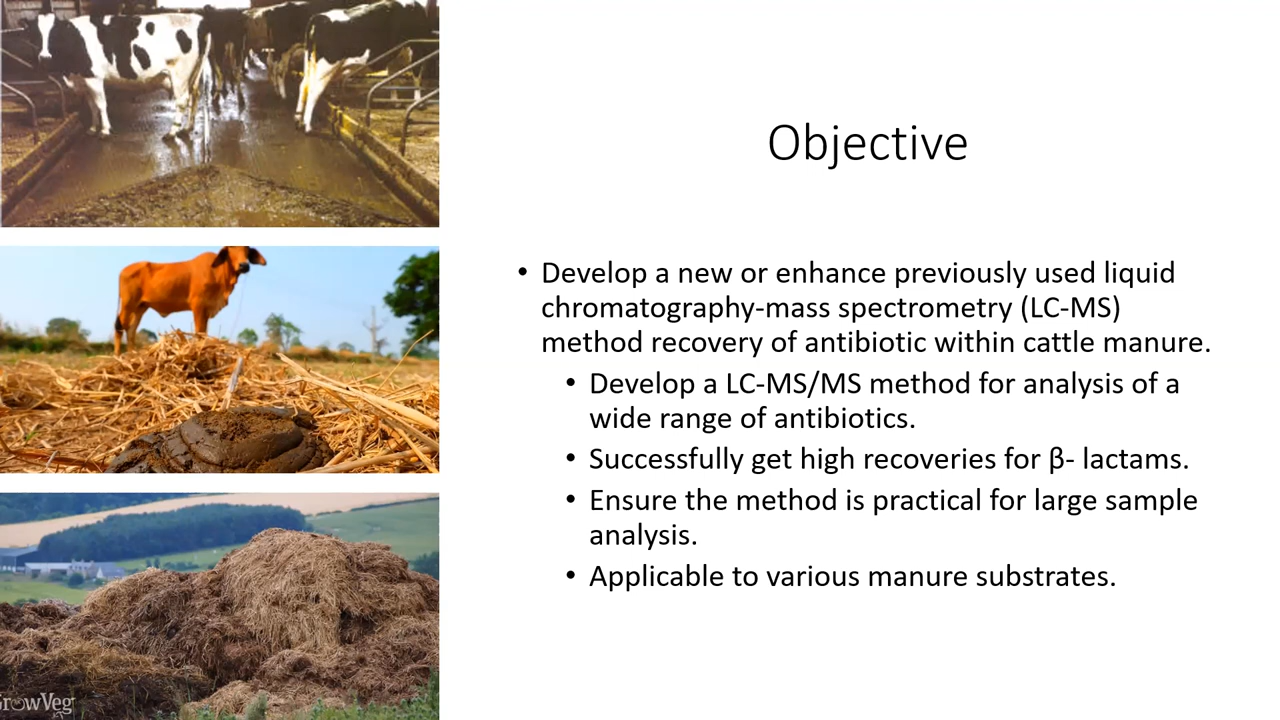 Objective
• Develop a new or enhance previously used liquid
chromatography-mass spectrometry (LC-MS)
method recovery of antibiotic within cattle manure.
• Develop a LC-MS/MS method for analysis of a
wide range of antibiotics.
• Successfully get high recoveries for β- lactams.
• Ensure the method is practical for large sample
analysis.
• Applicable to various manure substrates.
GrowVeg